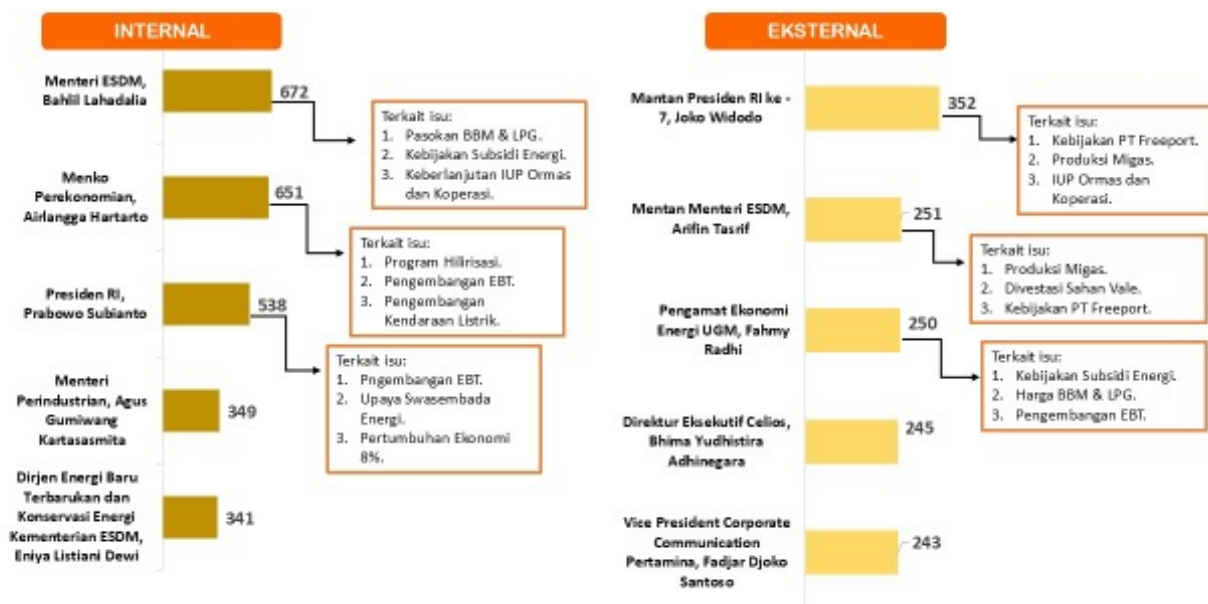 INTERNAL
Menteri ESDM,
Bahlil Lahadalia
672
Terkait isu:
1. Pasokan BBM & LPG.
2. Kebijakan Subsidi Energi.
3. Keberlanjutan IUP Ormas
dan Koperasi.
Menko
Perekonomian,
Airlangga Hartarto
651
Terkait isu:
1. Program Hilirisasi.
2. Pengembangan EBT.
3. Pengembangan
Kendaraan Listrik.
Presiden RI,
Prabowo Subianto
538
Terkait isu:
1. Pngembangan EBT.
2. Upaya Swasembada
Energi.
3. Pertumbuhan Ekonomi
8%.
Menteri
Perindustrian, Agus
Gumiwang
Kartasasmita
349
Dirjen Energi Baru
Terbarukan dan
Konservasi Energi
Kementerian ESDM,
Eniya Listiani Dewi
341
EKSTERNAL
Mantan Presiden RI ke -
7, Joko Widodo
352
Terkait isu:
1. Kebijakan PT Freeport.
2. Produksi Migas.
3. IUP Ormas dan
Koperasi.
Mentan Menteri ESDM,
Arifin Tasrif
251
Terkait isu:
1. Produksi Migas.
2. Divestasi Sahan Vale.
3. Kebijakan PT Freeport.
Pengamat Ekonomi
Energi UGM, Fahmy
Radhi
250
Terkait isu:
1. Kebijakan Subsidi Energi.
2. Harga BBM & LPG.
3. Pengembangan EBT.
Direktur Eksekutif Celios,
Bhima Yudhistira
Adhinegara
245
Vice President Corporate
Communication
Pertamina, Fadjar Djoko
Santoso
243